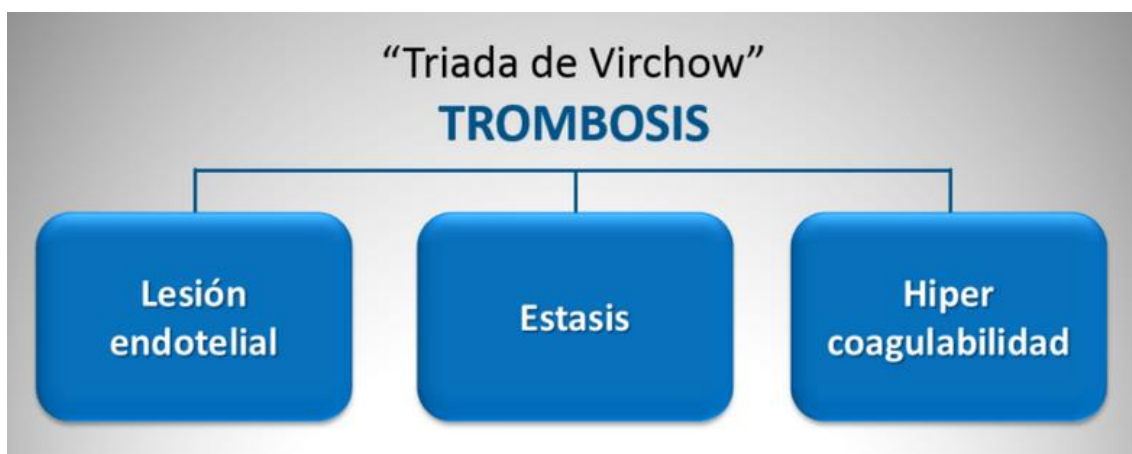 “Triada de Virchow”
TROMBOSIS
Lesión
endotelial
Estasis
Hiper
coagulabilidad